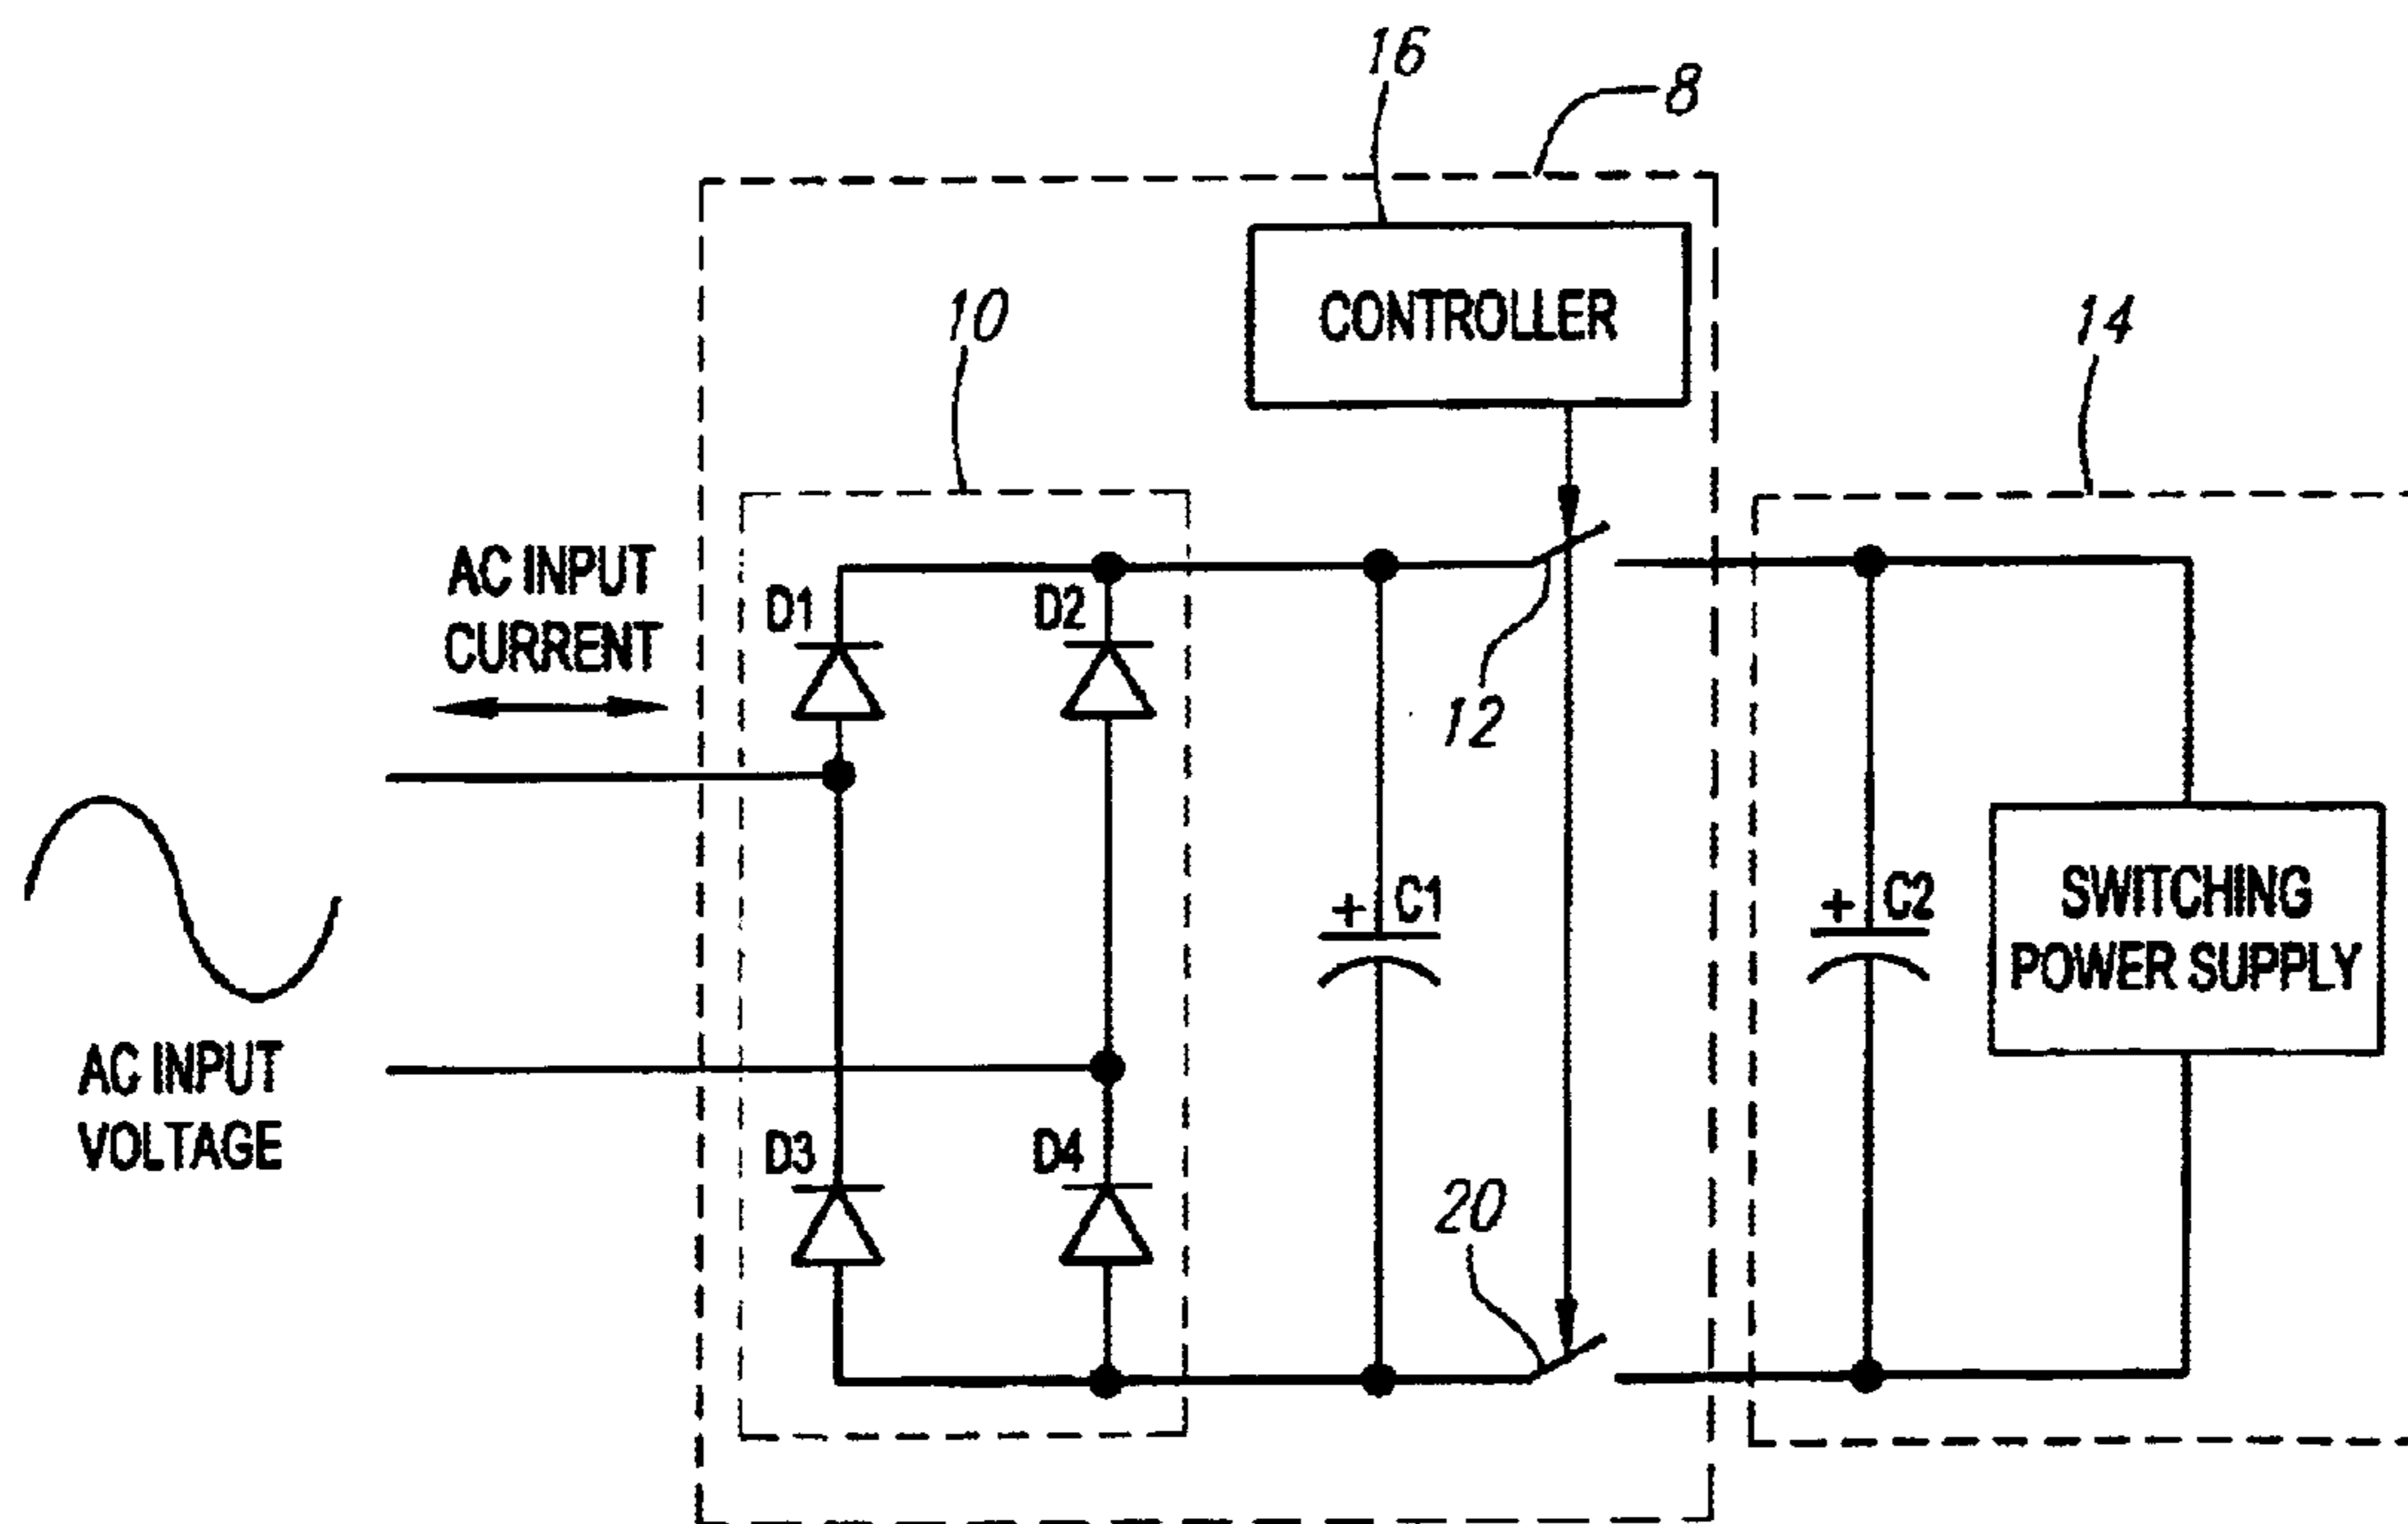 16
8
CONTROLLER
10
14
AC INPUT
CURRENT
D1
D2
12
+ C1
+ C2
SWITCHING
POWER SUPPLY
AC INPUT
VOLTAGE
D3
D4
20